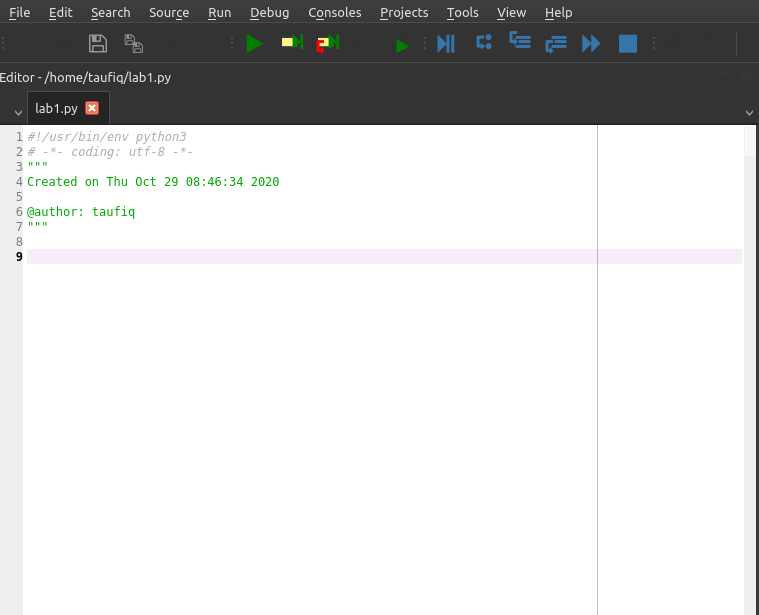 File Edit Search Source Run Debug Consoles Projects Tools View Help
Editor - /home/taufiq/lab1.py
lab1.py
1 #!/usr/bin/env python3
2 # -*- coding: utf-8 -*-
3 """
4 Created on Thu Oct 29 08:46:34 2020
5
6 @author: taufiq
7 """
8
9